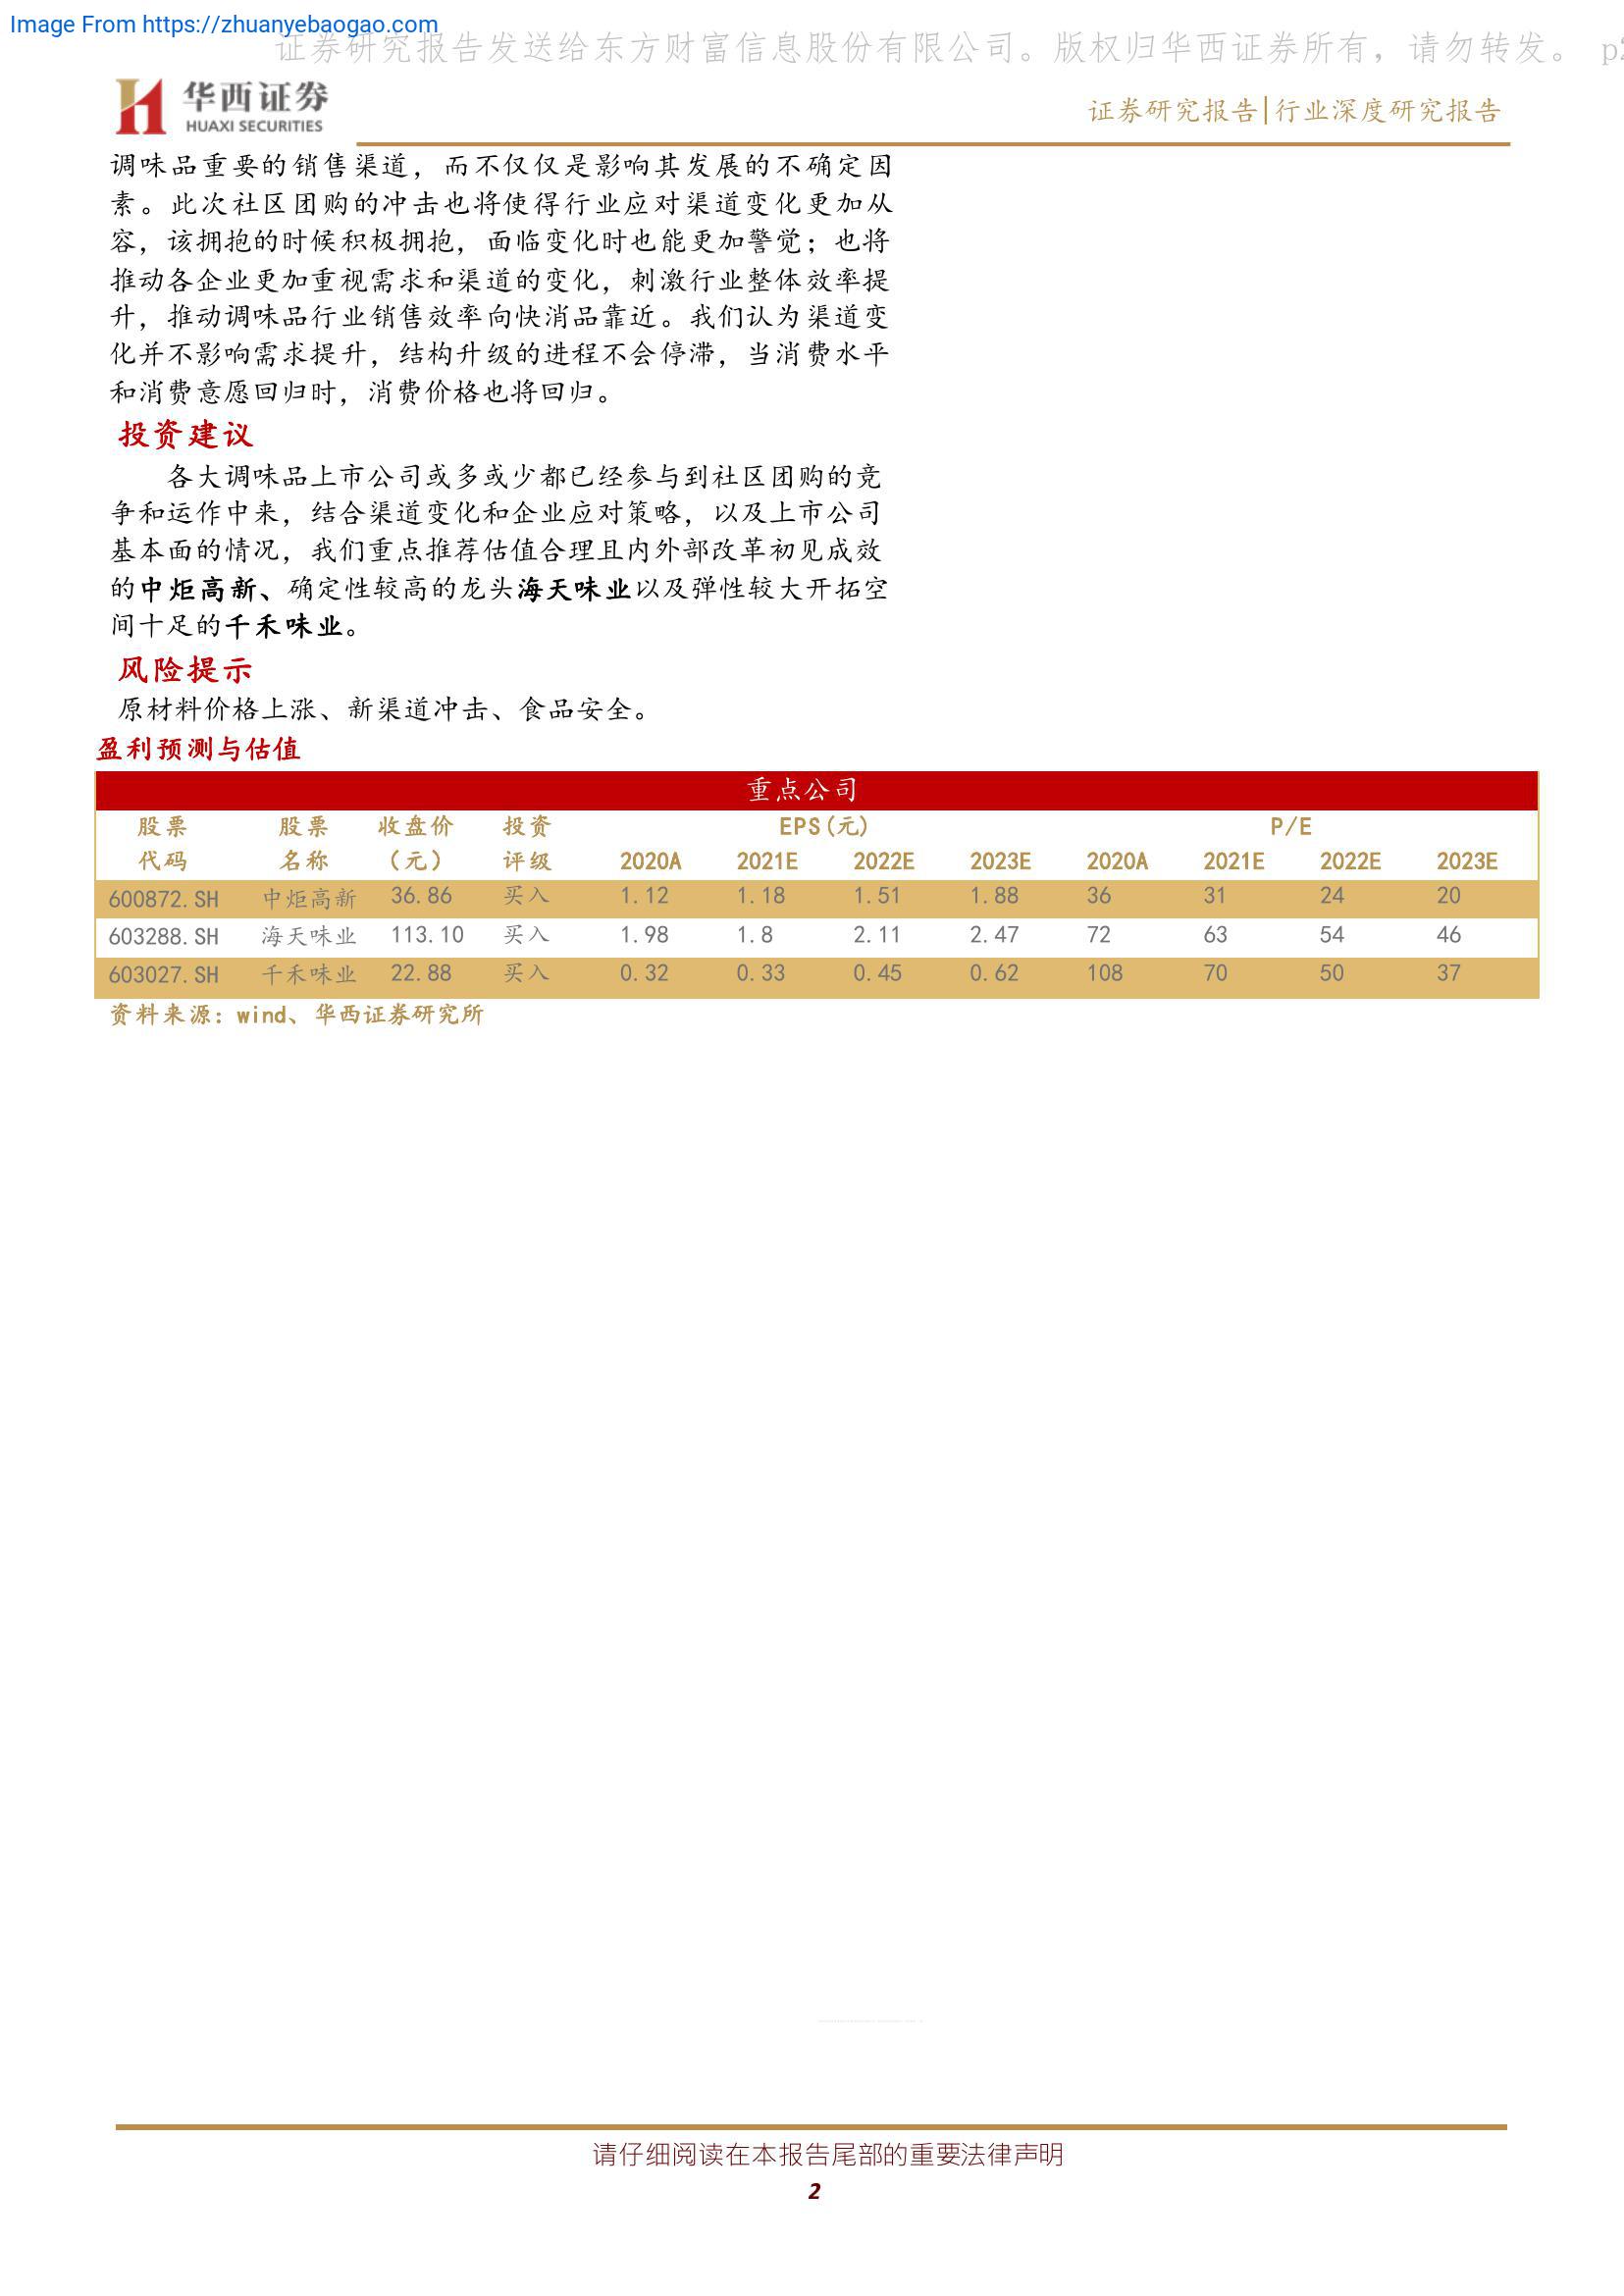 Image From https://zhuanyebaogao.com
证券研究报告发送给东方财富信息股份有限公司。版权归华西证券所有，请勿转发。 p2
华西证券
HUAXI SECURITIES
证券研究报告|行业深度研究报告
调味品重要的销售渠道，而不仅仅是影响其发展的不确定因
素。此次社区团购的冲击也将使得行业应对渠道变化更加从
容，该拥抱的时候积极拥抱，面临变化时也能更加警觉；也将
推动各企业更加重视需求和渠道的变化，刺激行业整体效率提
升，推动调味品行业销售效率向快消品靠近。我们认为渠道变
化并不影响需求提升，结构升级的进程不会停滞，当消费水平
和消费意愿回归时，消费价格也将回归。
投资建议
各大调味品上市公司或多或少都已经参与到社区团购的竞
争和运作中来，结合渠道变化和企业应对策略，以及上市公司
基本面的情况，我们重点推荐估值合理且内外部改革初见成效
的中炬高新、确定性较高的龙头海天味业以及弹性较大开拓空
间十足的千禾味业。
风险提示
原材料价格上涨、新渠道冲击、食品安全。
盈利预测与估值
重点公司
股票 股票 收盘价 投资 EPS(元) P/E
代码 名称 （元） 评级 2020A 2021E 2022E 2023E 2020A 2021E 2022E 2023E
600872.SH 中炬高新 36.86 买入 1.12 1.18 1.51 1.88 36 31 24 20
603288.SH 海天味业 113.10 买入 1.98 1.8 2.11 2.47 72 63 54 46
603027.SH 千禾味业 22.88 买入 0.32 0.33 0.45 0.62 108 70 50 37
资料来源：wind、华西证券研究所
请仔细阅读在本报告尾部的重要法律声明
2